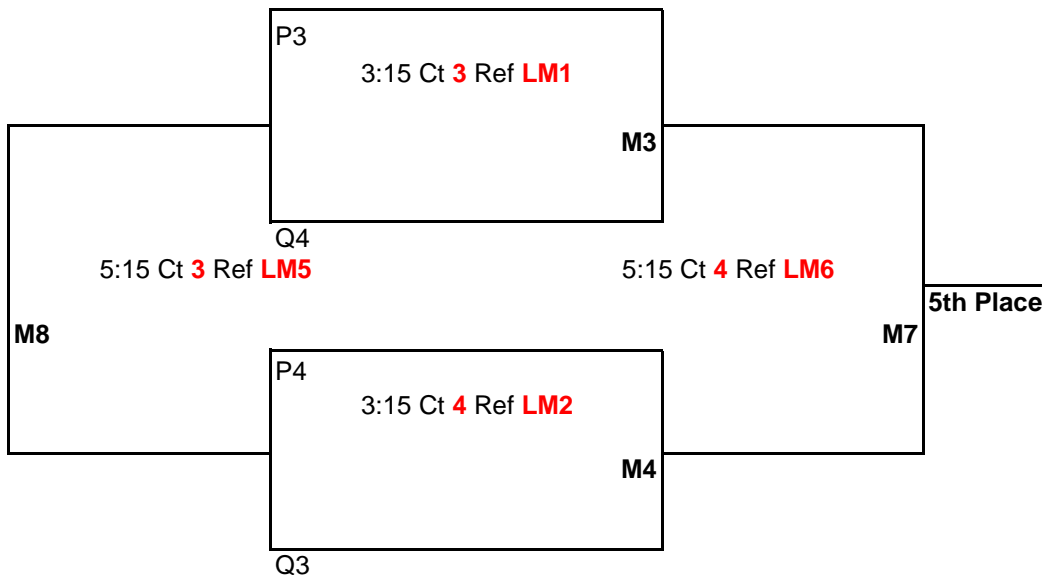 P3
3:15 Ct 3 Ref LM1
M3
Q4
5:15 Ct 3 Ref LM5
5:15 Ct 4 Ref LM6
5th Place
M8
M7
P4
3:15 Ct 4 Ref LM2
M4
Q3